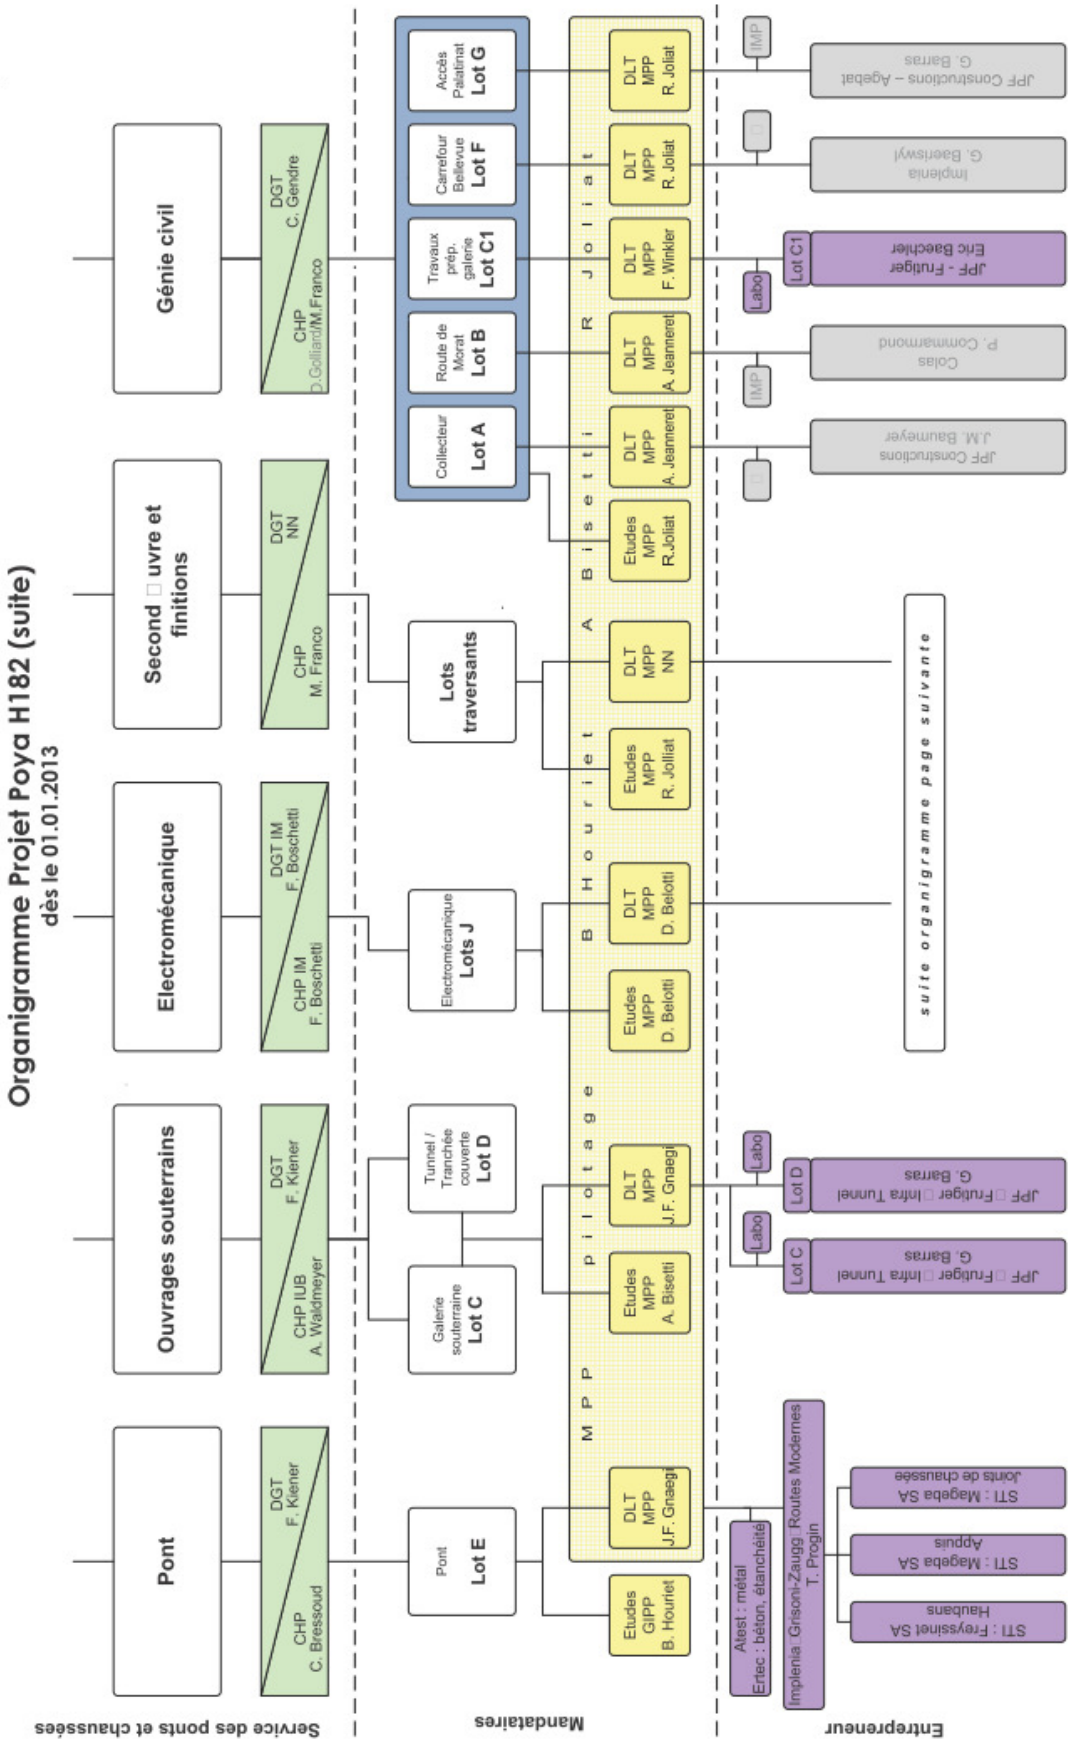 Organigramme Projet Poya H182 (suite)
dès le 01.01.2013
Service des ponts et chaussées
Pont
Ouvrages souterrains
Electromécanique
Second □ uvre et
finitions
Génie civil
CHP
C. Bressoud
DGT
F. Kiener
CHP IUB
A. Waldmeyer
DGT
F. Kiener
CHP IM
F. Boschetti
DGT IM
F. Boschetti
CHP
M. Franco
DGT
NN
CHP
D.Golliard/M.Franco
DGT
C. Gendre
Mandataires
Pont
Lot E
Galerie
souterraine
Lot C
Tunnel /
Tranchée
couverte
Lot D
Electromécanique
Lots J
Lots
traversants
Collecteur
Lot A
Route de
Morat
Lot B
Travaux
prép.
galerie
Lot C1
Carrefour
Bellevue
Lot F
Accès
Palatinat
Lot G
MPP pilotage B Houriet A Bisetti R Joliat
Etudes
GIPP
B. Houriet
DLT
MPP
J.F. Gnaegi
Etudes
MPP
A. Bisetti
DLT
MPP
J.F. Gnaegi
Etudes
MPP
D. Belotti
DLT
MPP
D. Belotti
Etudes
MPP
R. Jolliat
DLT
MPP
NN
Etudes
MPP
R.Joliat
DLT
MPP
A. Jeanneret
DLT
MPP
A. Jeanneret
DLT
MPP
F. Winkler
DLT
MPP
R. Joliat
DLT
MPP
R. Joliat
Entrepreneur
Atest : métal
Ertec : béton, étanchéité
Implenia□Grisoni-Zaugg□Routes Modernes
T. Progin
STI : Freyssinet SA
Haubans
STI : Mageba SA
Appuis
STI : Mageba SA
Joints de chaussée
Labo
Lot C
JPF □ Frutiger □ Infra Tunnel
G. Barras
Labo
Lot D
JPF □ Frutiger □ Infra Tunnel
G. Barras
suite organigramme page suivante
□
JPF Constructions
J.M. Baumeyer
IMP
Colas
P. Commarmond
Labo
Lot C1
JPF - Frutiger
Eric Baechler
□
Implenia
G. Baeriswyl
IMP
JPF Constructions – Agebat
G. Barras